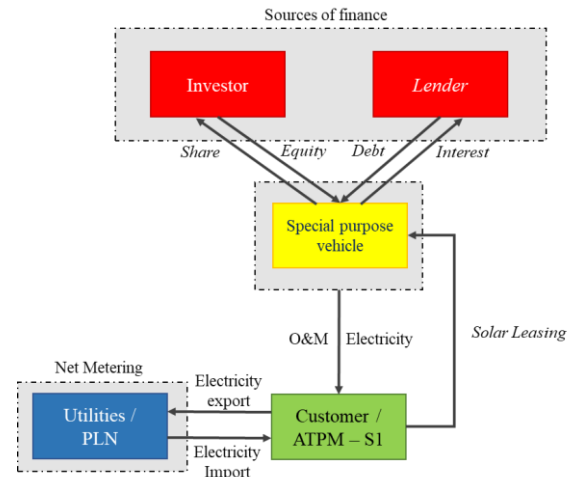 Sources of finance
Investor
Lender
Share
Equity
Debt
Interest
Special purpose
vehicle
O&M
Electricity
Solar Leasing
Net Metering
Electricity
export
Utilities /
PLN
Customer /
ATPM – S1
Electricity
Import